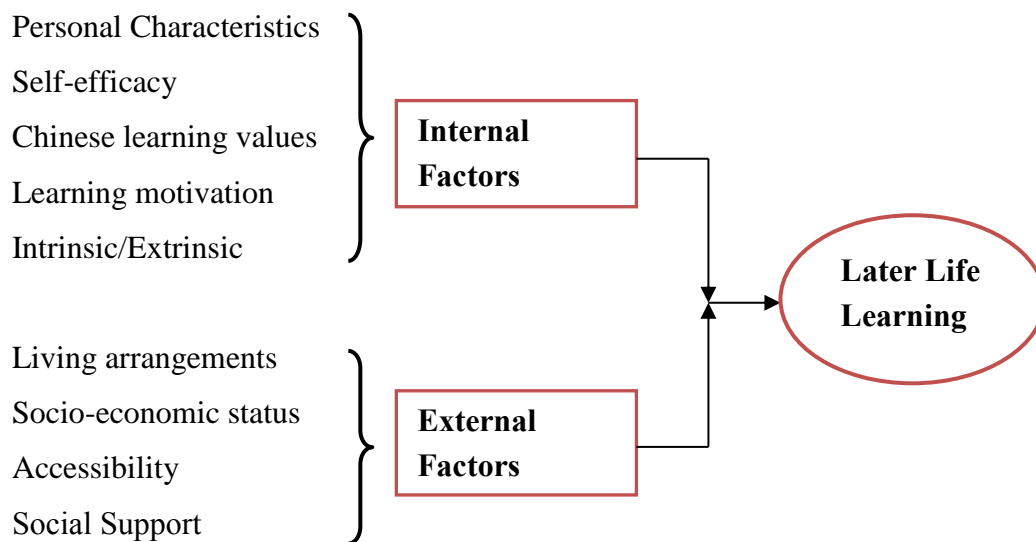 Personal Characteristics
Self-efficacy
Chinese learning values
Learning motivation
Intrinsic/Extrinsic
Internal
Factors
Later Life
Learning
Living arrangements
Socio-economic status
Accessibility
Social Support
External
Factors